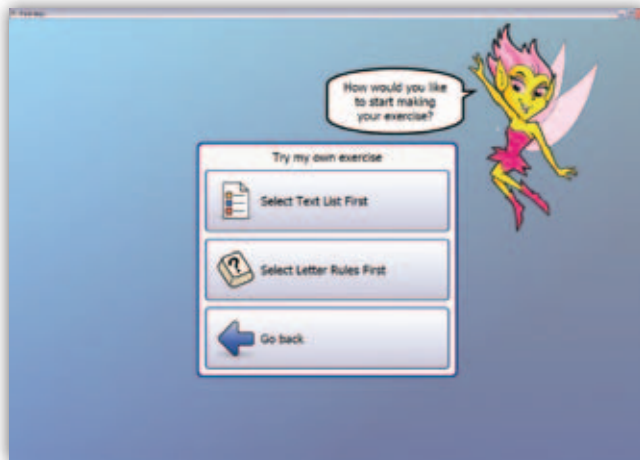 How would you like
to start making
your exercise?
Try my own exercise
Select Text List First
Select Letter Rules First
?
Go back